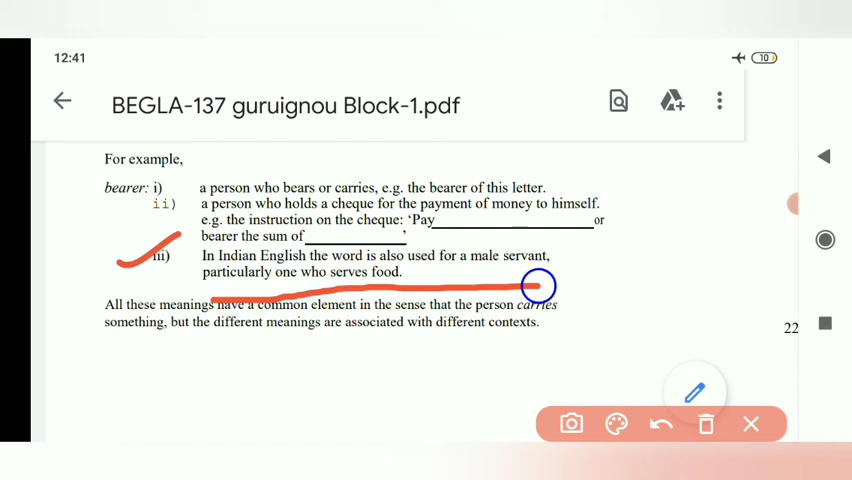 12:41
10
BEGLA-137 guruignou Block-1.pdf
For example,
bearer: i) a person who bears or carries, e.g. the bearer of this letter.
ii) a person who holds a cheque for the payment of money to himself.
e.g. the instruction on the cheque: ‘Pay____________________or
bearer the sum of ____________’
iii) In Indian English the word is also used for a male servant,
particularly one who serves food.
All these meanings have a common element in the sense that the person carries
something, but the different meanings are associated with different contexts.
22